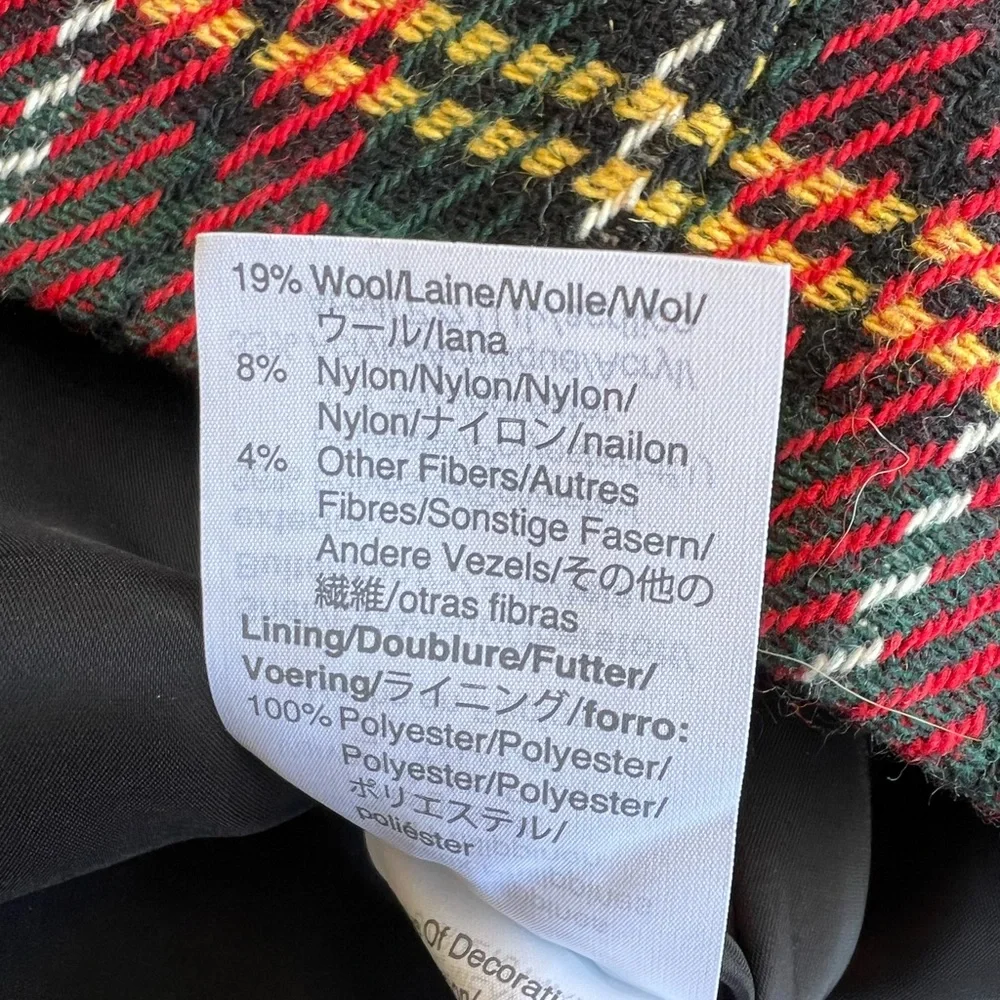 19% Wool/Laine/Wolle/Wol/
ウール/lana
8% Nylon/Nylon/Nylon/
Nylon/ナイロン/nailon
4% Other Fibers/Autres
Fibres/Sonstige Fasern/
Andere Vezels/その他の
繊維/otras fibras
Lining/Doublure/Futter/
Voering/ライニング/forro:
100% Polyester/Polyester/
Polyester/Polyester/
ポリエステル/
poliéster
Of